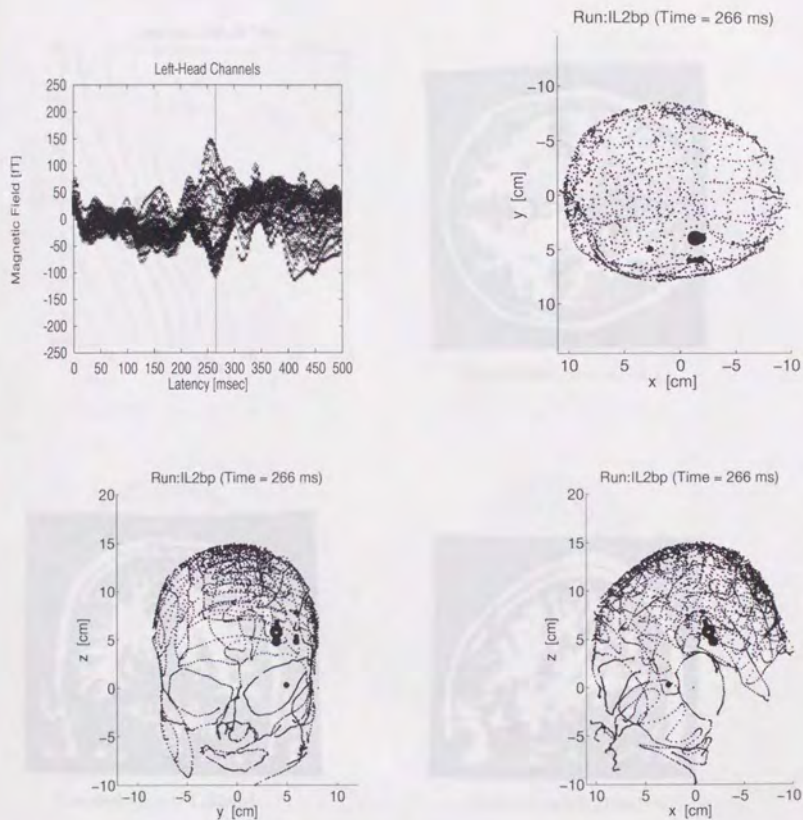 Left-Head Channels
250
200
150
100
50
0
-50
-100
-150
-200
-250
Magnetic Field [fT]
0 50 100 150 200 250 300 350 400 450 500
Latency [msec]
Run:IL2bp (Time = 266 ms)
−10
−5
0
5
10
y [cm]
10 5 0 −5 −10
x [cm]
Run:IL2bp (Time = 266 ms)
20
15
10
5
0
−5
−10
z [cm]
−10 −5 0 5 10
y [cm]
Run:IL2bp (Time = 266 ms)
20
15
10
5
0
−5
−10
z [cm]
10 5 0 −5 −10
x [cm]